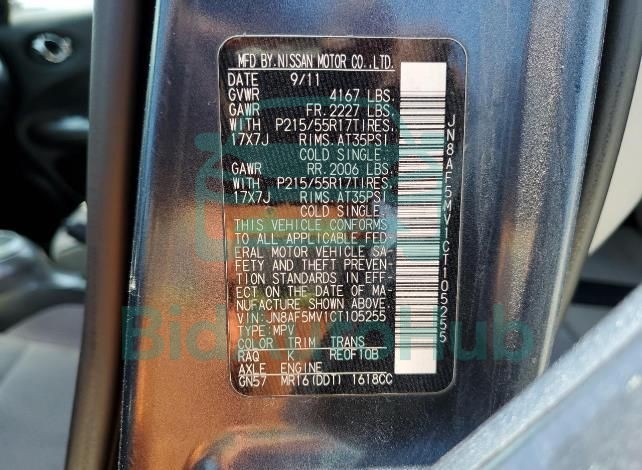 MFD BY.NISSAN MOTOR CO.,LTD.
DATE 9/11
GVWR 4167 LBS.
GAWR FR.2227 LBS.
WITH P215/55R17TIRES.
17X7J RIMS.AT35PSI
COLD SINGLE.
GAWR RR.2006 LBS.
WITH P215/55R17TIRES.
17X7J RIMS.AT35PSI
COLD SINGLE.
THIS VEHICLE CONFORMS
TO ALL APPLICABLE FED-
ERAL MOTOR VEHICLE SA-
FETY AND THEFT PREVEN-
TION STANDARDS IN EFF-
ECT ON THE DATE OF MA-
NUFACTURE SHOWN ABOVE.
VIN:JN8AF5MV1CT105255
TYPE:MPV
COLOR TRIM TRANS
RAQ K RE0F10B
AXLE ENGINE
GN57 MR16(DDT) 1618CC
JN8AF5MV1CT105255
BidAutoHub